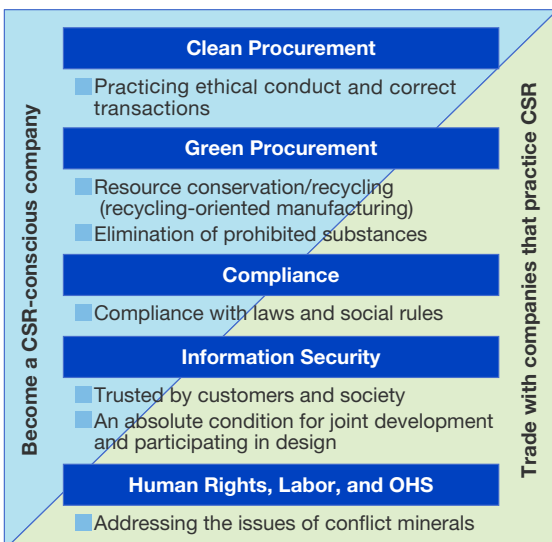 Clean Procurement
Practicing ethical conduct and correct
transactions
Green Procurement
Resource conservation/recycling
(recycling-oriented manufacturing)
Elimination of prohibited substances
Compliance
Compliance with laws and social rules
Information Security
Trusted by customers and society
An absolute condition for joint development
and participating in design
Human Rights, Labor, and OHS
Addressing the issues of conflict minerals
Become a CSR-conscious company
Trade with companies that practice CSR